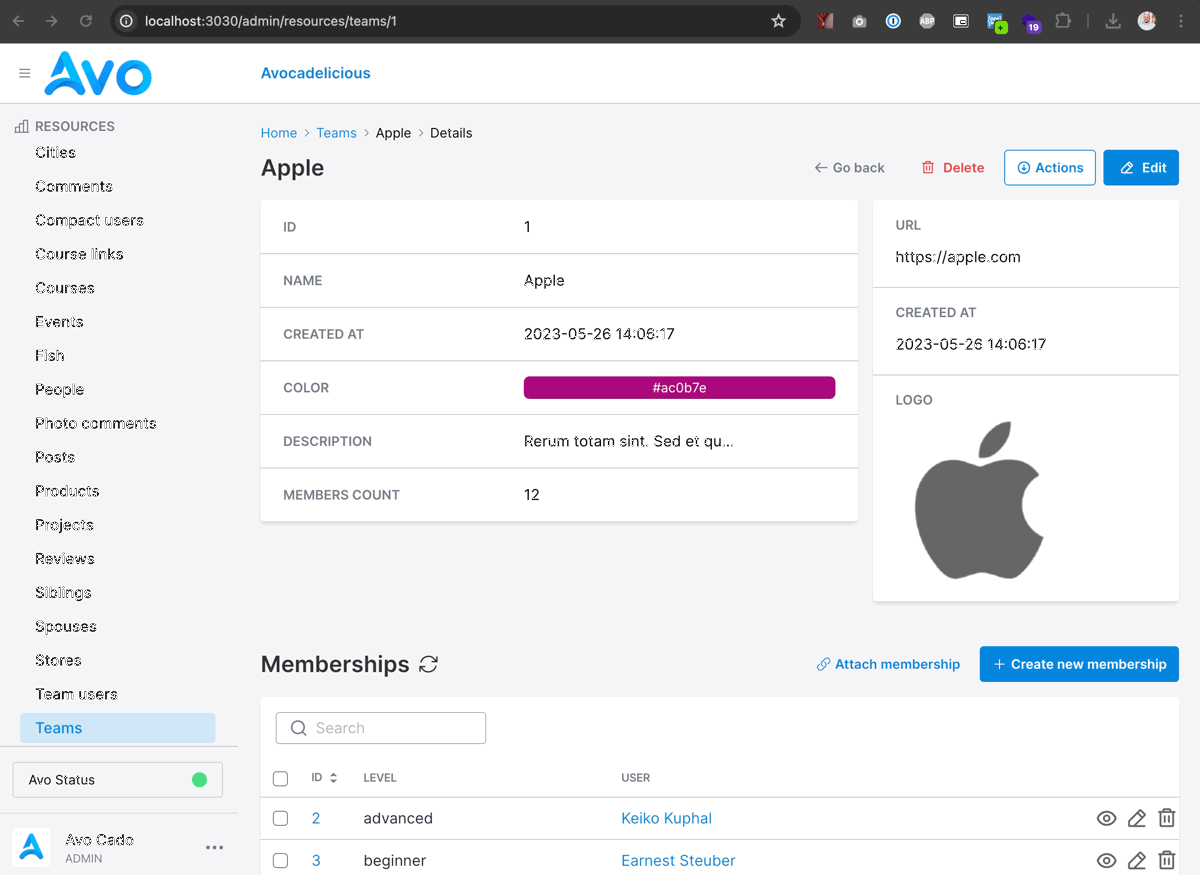 localhost:3030/admin/resources/teams/1
ABP
19
Avo
Avocadelicious
RESOURCES
Cities
Comments
Compact users
Course links
Courses
Events
Fish
People
Photo comments
Posts
Products
Projects
Reviews
Siblings
Spouses
Stores
Team users
Teams
Avo Status
Avo Cado
ADMIN
Home > Teams > Apple > Details
Apple
← Go back
Delete
Actions
Edit
ID 1
NAME Apple
CREATED AT 2023-05-26 14:06:17
COLOR #ac0b7e
DESCRIPTION Rerum totam sint. Sed et qu...
MEMBERS COUNT 12
URL
https://apple.com
CREATED AT
2023-05-26 14:06:17
LOGO
Memberships
Attach membership
+ Create new membership
Search
ID LEVEL USER
2 advanced Keiko Kuphal
3 beginner Earnest Steuber